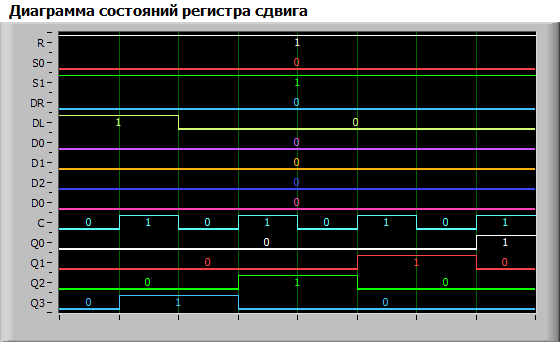 Диаграмма состояний регистра сдвига
R 1
S0 0
S1 1
DR 0
DL 1 0
D0 0
D1 0
D2 0
D0 0
C 0 1 0 1 0 1 0 1
Q0 0 1
Q1 0 1 0
Q2 0 1 0
Q3 0 1 0